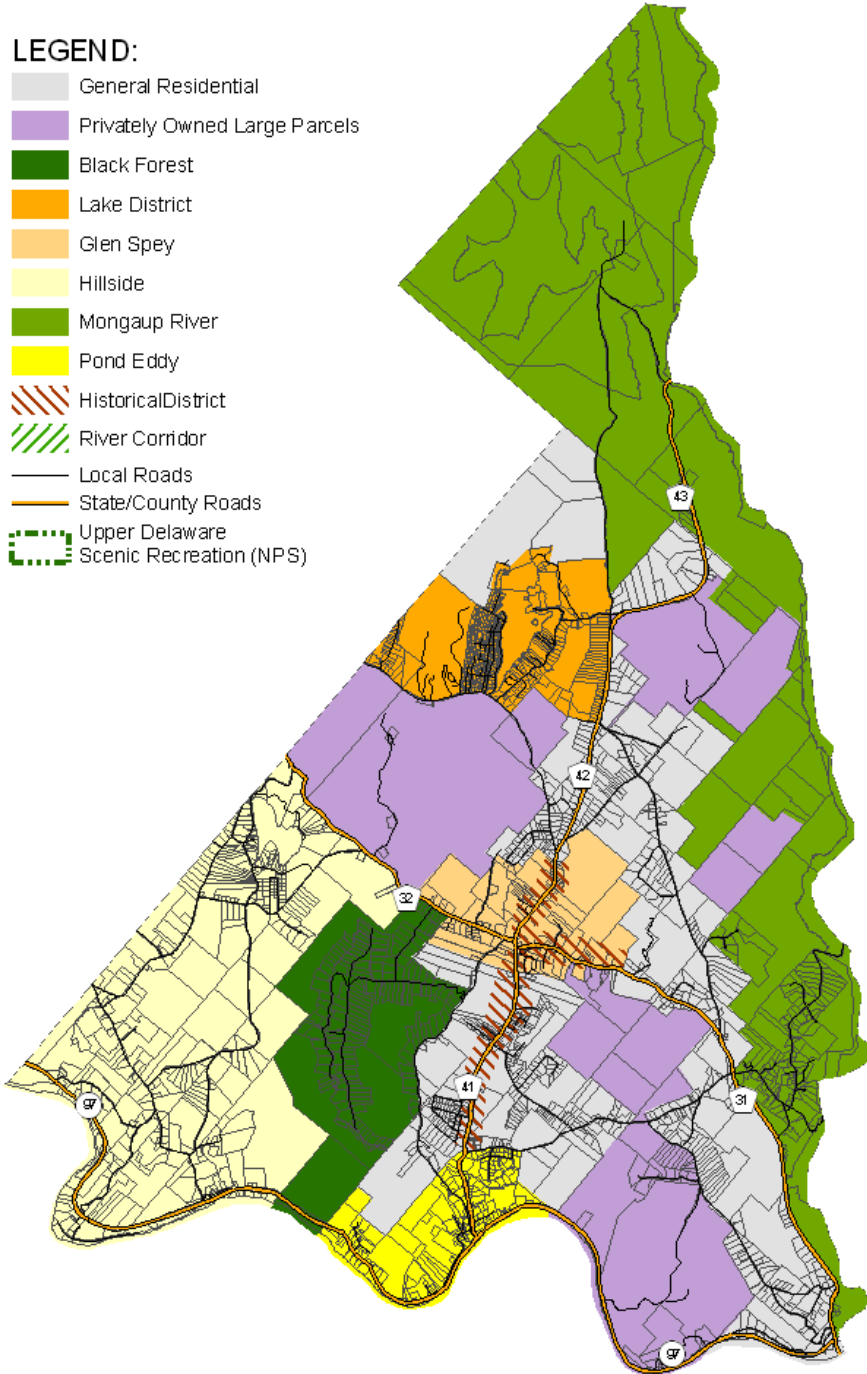 LEGEND:
General Residential
Privately Owned Large Parcels
Black Forest
Lake District
Glen Spey
Hillside
Mongaup River
Pond Eddy
HistoricalDistrict
River Corridor
Local Roads
State/County Roads
Upper Delaware
Scenic Recreation (NPS)
43
42
32
97
41
31
97